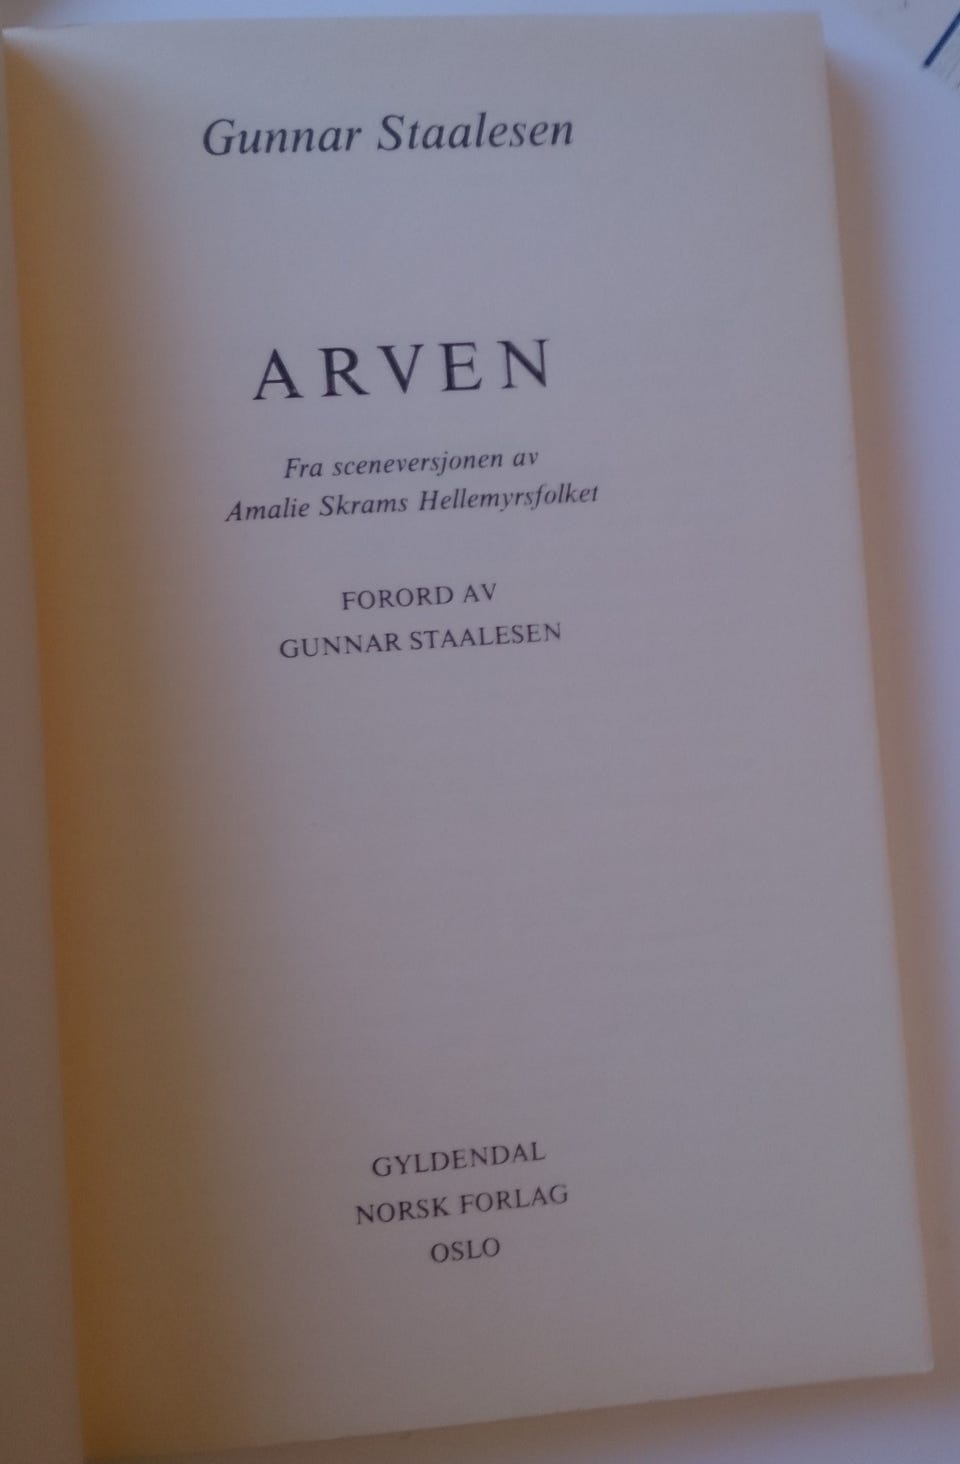 Gunnar Staalesen
ARVEN
Fra sceneversjonen av
Amalie Skrams Hellemyrsfolket
FORORD AV
GUNNAR STAALESEN
GYLDENDAL
NORSK FORLAG
OSLO